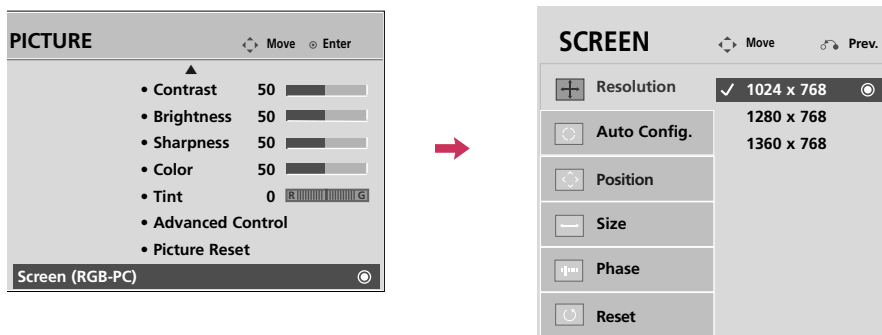 PICTURE
Move Enter
• Contrast 50
• Brightness 50
• Sharpness 50
• Color 50
• Tint 0 R G
• Advanced Control
• Picture Reset
Screen (RGB-PC)
SCREEN
Move Prev.
Resolution
Auto Config.
Position
Size
Phase
Reset
✓ 1024 x 768
1280 x 768
1360 x 768